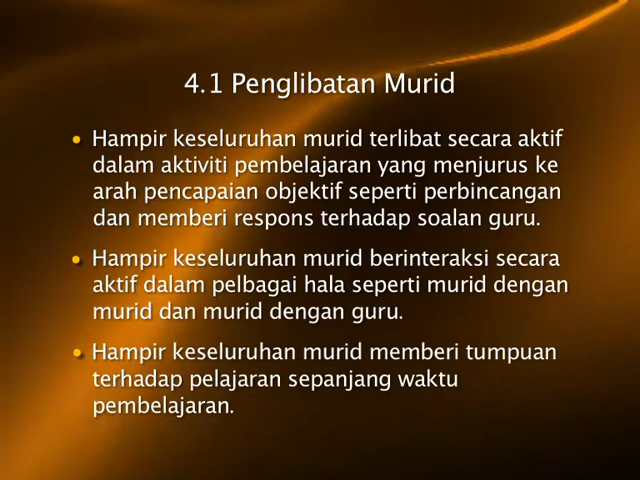 4.1 Penglibatan Murid
• Hampir keseluruhan murid terlibat secara aktif
dalam aktiviti pembelajaran yang menjurus ke
arah pencapaian objektif seperti perbincangan
dan memberi respons terhadap soalan guru.
• Hampir keseluruhan murid berinteraksi secara
aktif dalam pelbagai hala seperti murid dengan
murid dan murid dengan guru.
• Hampir keseluruhan murid memberi tumpuan
terhadap pelajaran sepanjang waktu
pembelajaran.